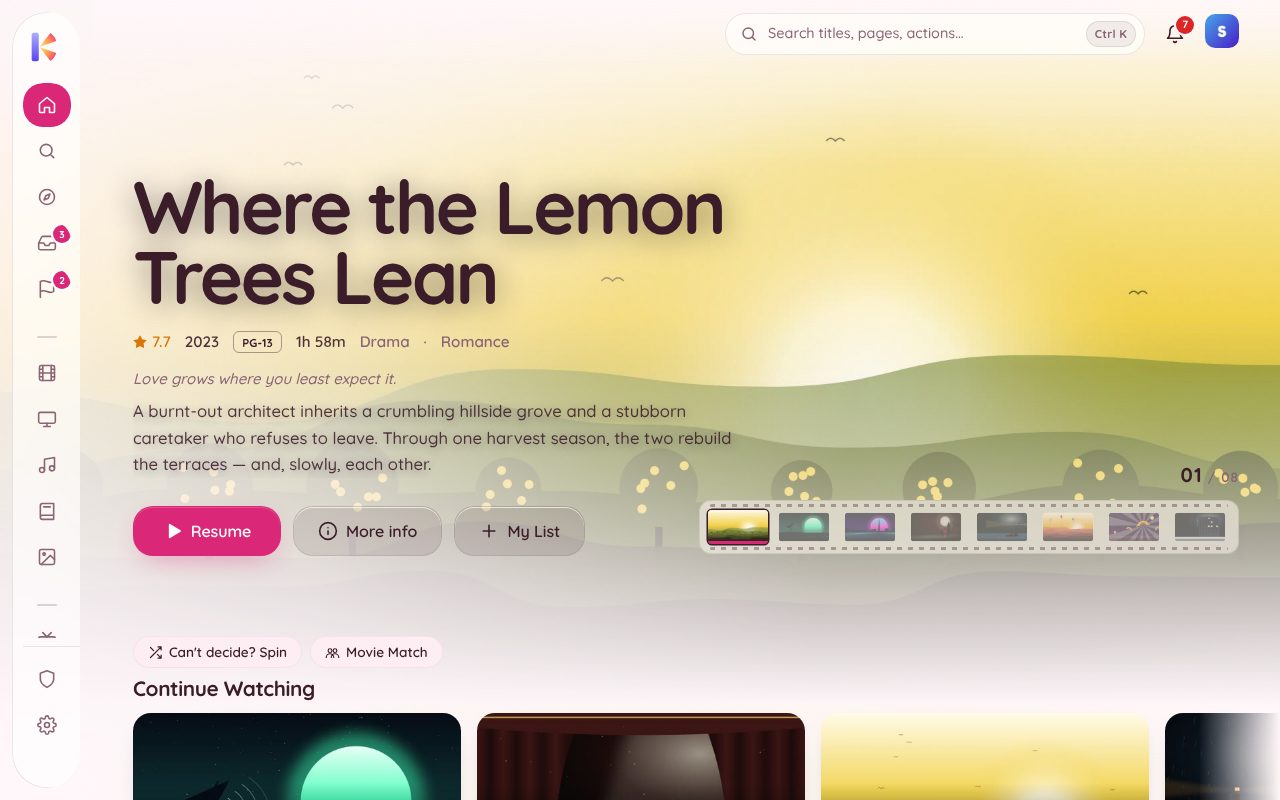 Search titles, pages, actions...
Ctrl K
7
S
3
2
Where the Lemon
Trees Lean
7.7 2023 PG-13 1h 58m Drama · Romance
Love grows where you least expect it.
A burnt-out architect inherits a crumbling hillside grove and a stubborn
caretaker who refuses to leave. Through one harvest season, the two rebuild
the terraces — and, slowly, each other.
01 / 08
Resume
More info
My List
Can't decide? Spin
Movie Match
Continue Watching